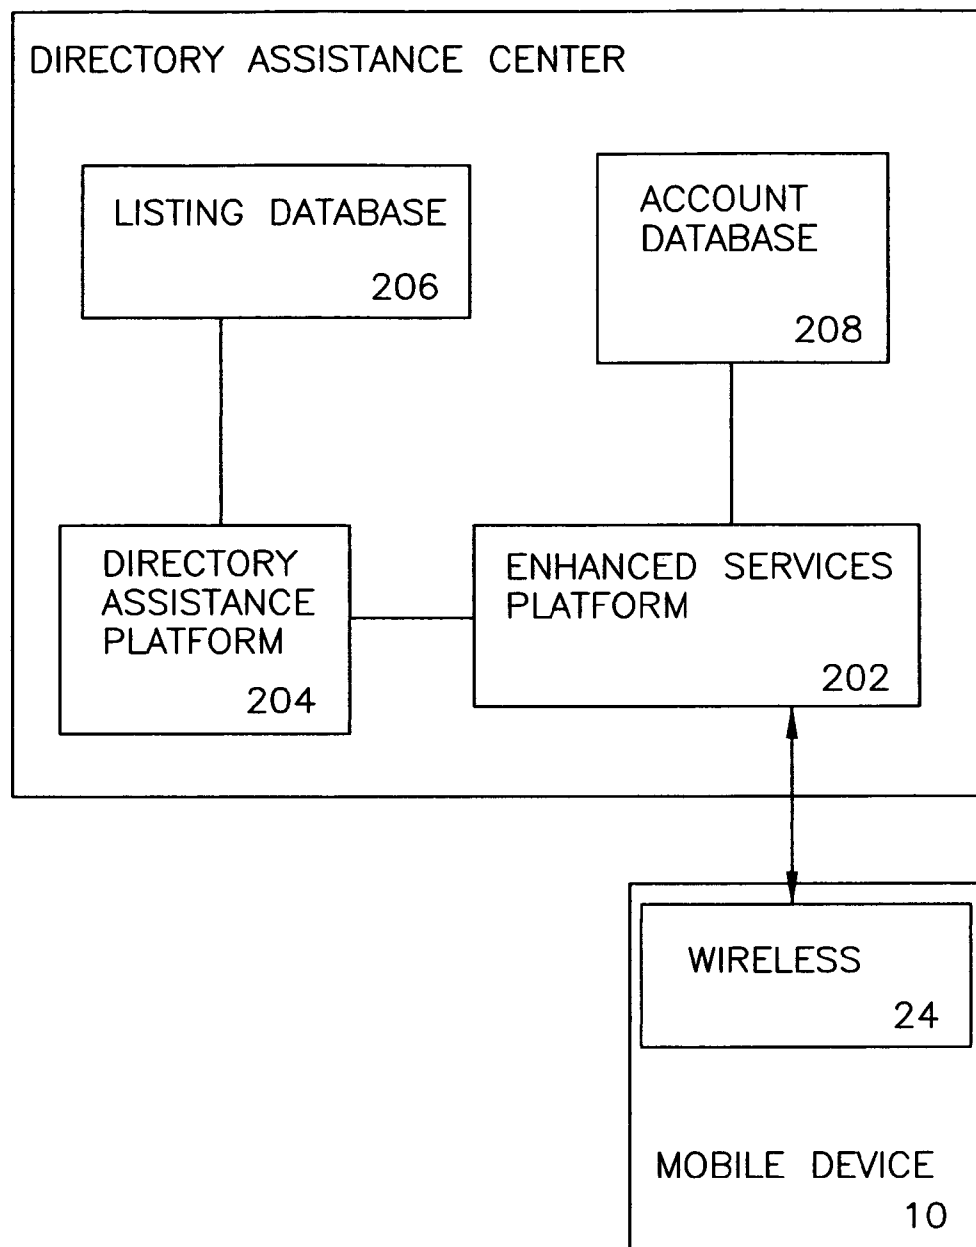 DIRECTORY ASSISTANCE CENTER
LISTING DATABASE
206
ACCOUNT
DATABASE
208
DIRECTORY
ASSISTANCE
PLATFORM
204
ENHANCED SERVICES
PLATFORM
202
WIRELESS
24
MOBILE DEVICE
10